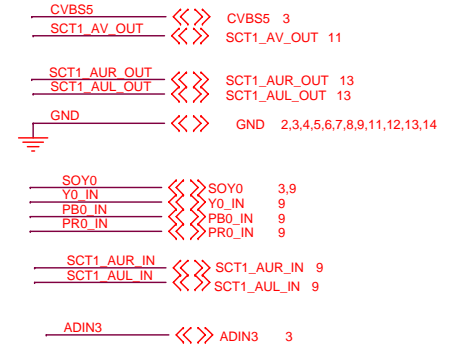 CVBS5 CVBS5 3
SCT1_AV_OUT SCT1_AV_OUT 11
SCT1_AUR_OUT SCT1_AUR_OUT 13
SCT1_AUL_OUT SCT1_AUL_OUT 13
GND GND 2,3,4,5,6,7,8,9,11,12,13,14
SOY0 SOY0 3,9
Y0_IN Y0_IN 9
PB0_IN PB0_IN 9
PR0_IN PR0_IN 9
SCT1_AUR_IN SCT1_AUR_IN 9
SCT1_AUL_IN SCT1_AUL_IN 9
ADIN3 ADIN3 3